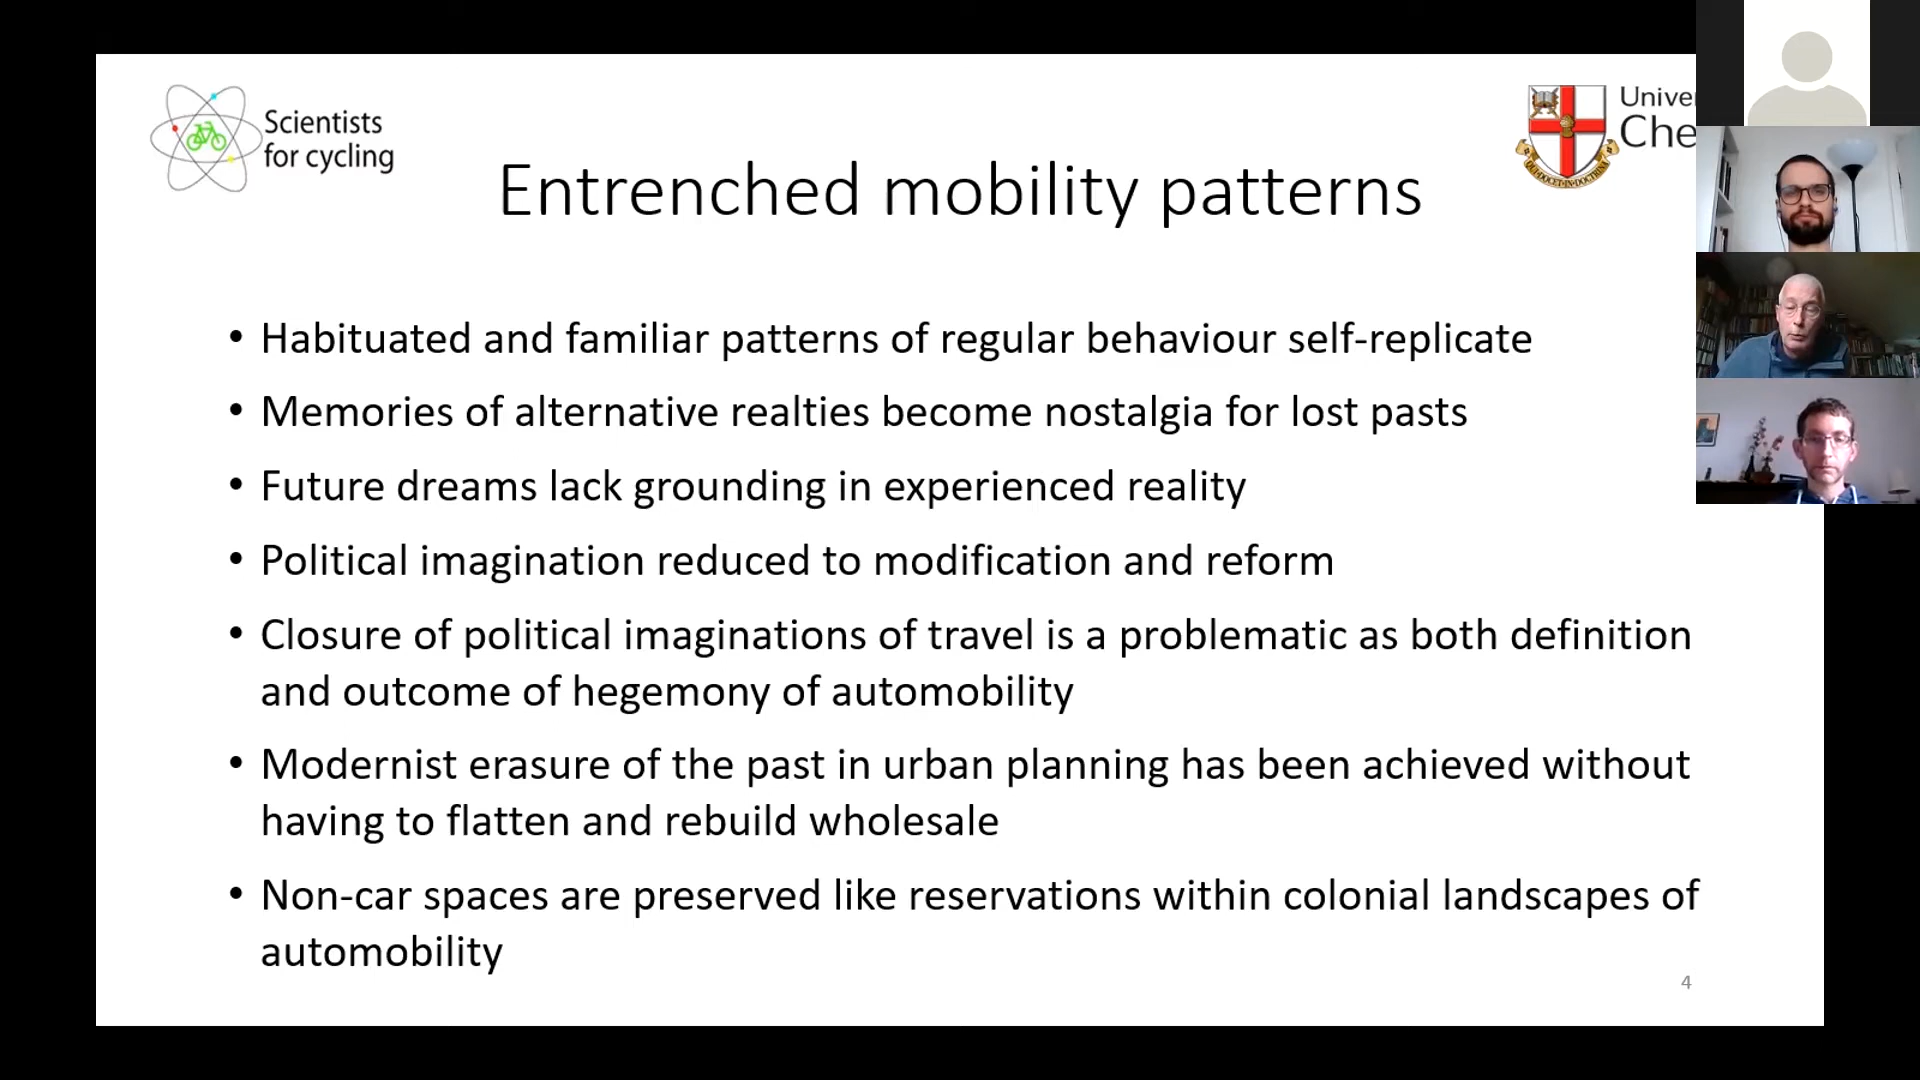 Scientists
for cycling
Univer
Che
Entrenched mobility patterns
• Habituated and familiar patterns of regular behaviour self-replicate
• Memories of alternative realties become nostalgia for lost pasts
• Future dreams lack grounding in experienced reality
• Political imagination reduced to modification and reform
• Closure of political imaginations of travel is a problematic as both definition
and outcome of hegemony of automobility
• Modernist erasure of the past in urban planning has been achieved without
having to flatten and rebuild wholesale
• Non-car spaces are preserved like reservations within colonial landscapes of
automobility
4